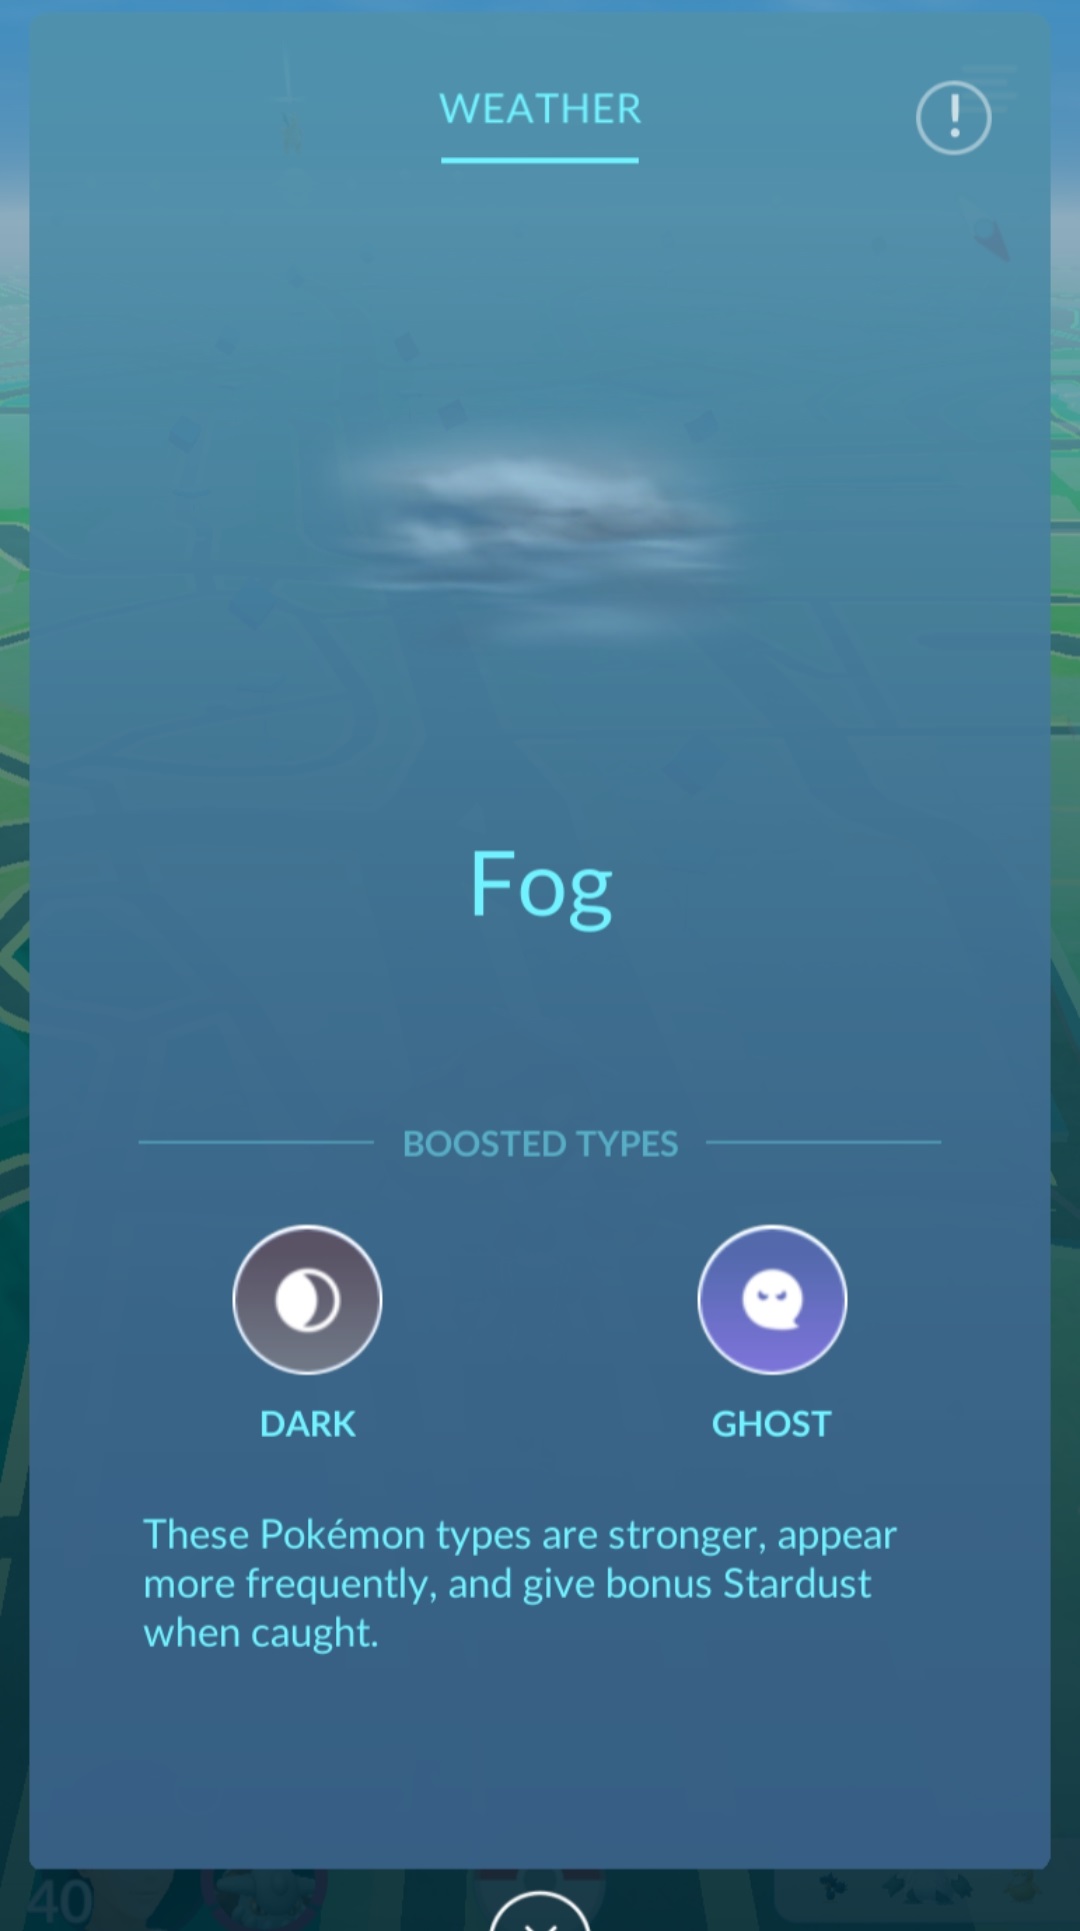 WEATHER
Fog
BOOSTED TYPES
DARK
GHOST
These Pokémon types are stronger, appear
more frequently, and give bonus Stardust
when caught.
40